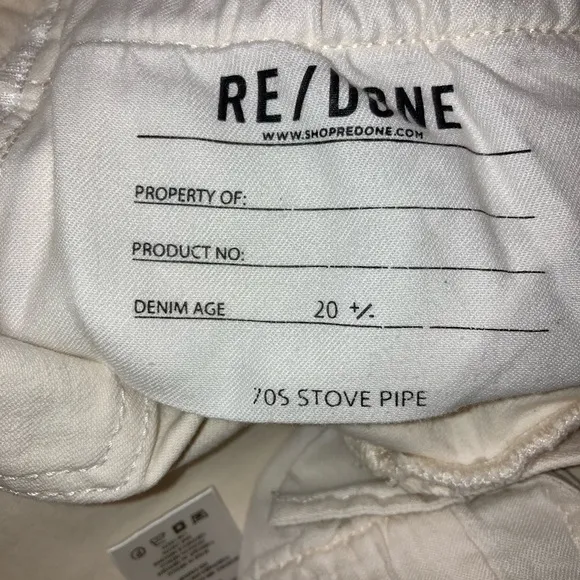 RE/DONE
WWW.SHOPREDONE.COM
PROPERTY OF:
PRODUCT NO:
DENIM AGE 20 +/-
70S STOVE PIPE